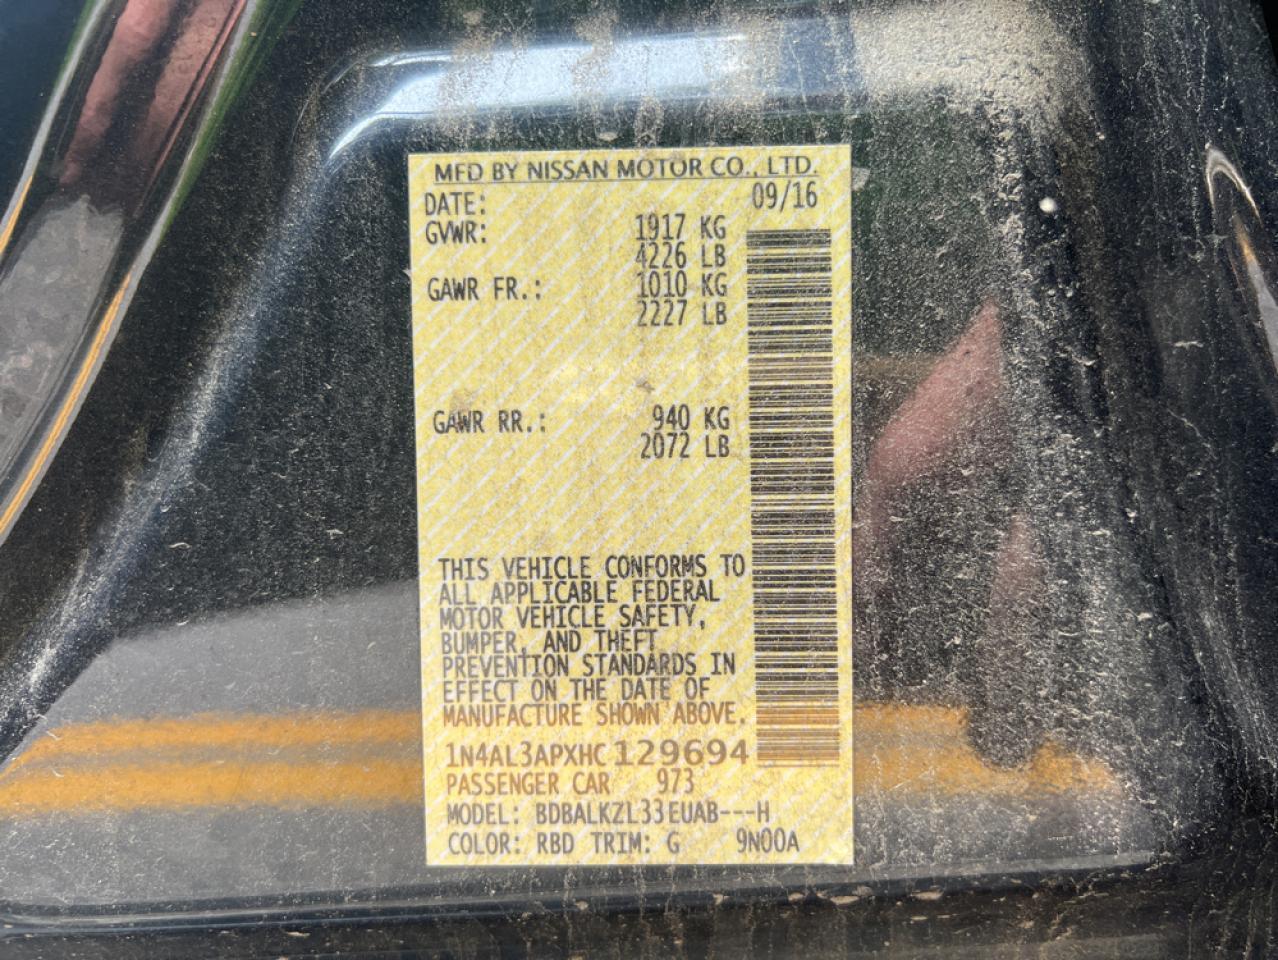 MFD BY NISSAN MOTOR CO., LTD.
DATE: 09/16
GVWR: 1917 KG
4226 LB
GAWR FR.: 1010 KG
2227 LB
GAWR RR.: 940 KG
2072 LB
THIS VEHICLE CONFORMS TO
ALL APPLICABLE FEDERAL
MOTOR VEHICLE SAFETY,
BUMPER, AND THEFT
PREVENTION STANDARDS IN
EFFECT ON THE DATE OF
MANUFACTURE SHOWN ABOVE.
1N4AL3APXHC129694
PASSENGER CAR 973
MODEL: BDBALKZL33EUAB---H
COLOR: RBD TRIM: G 9N00A